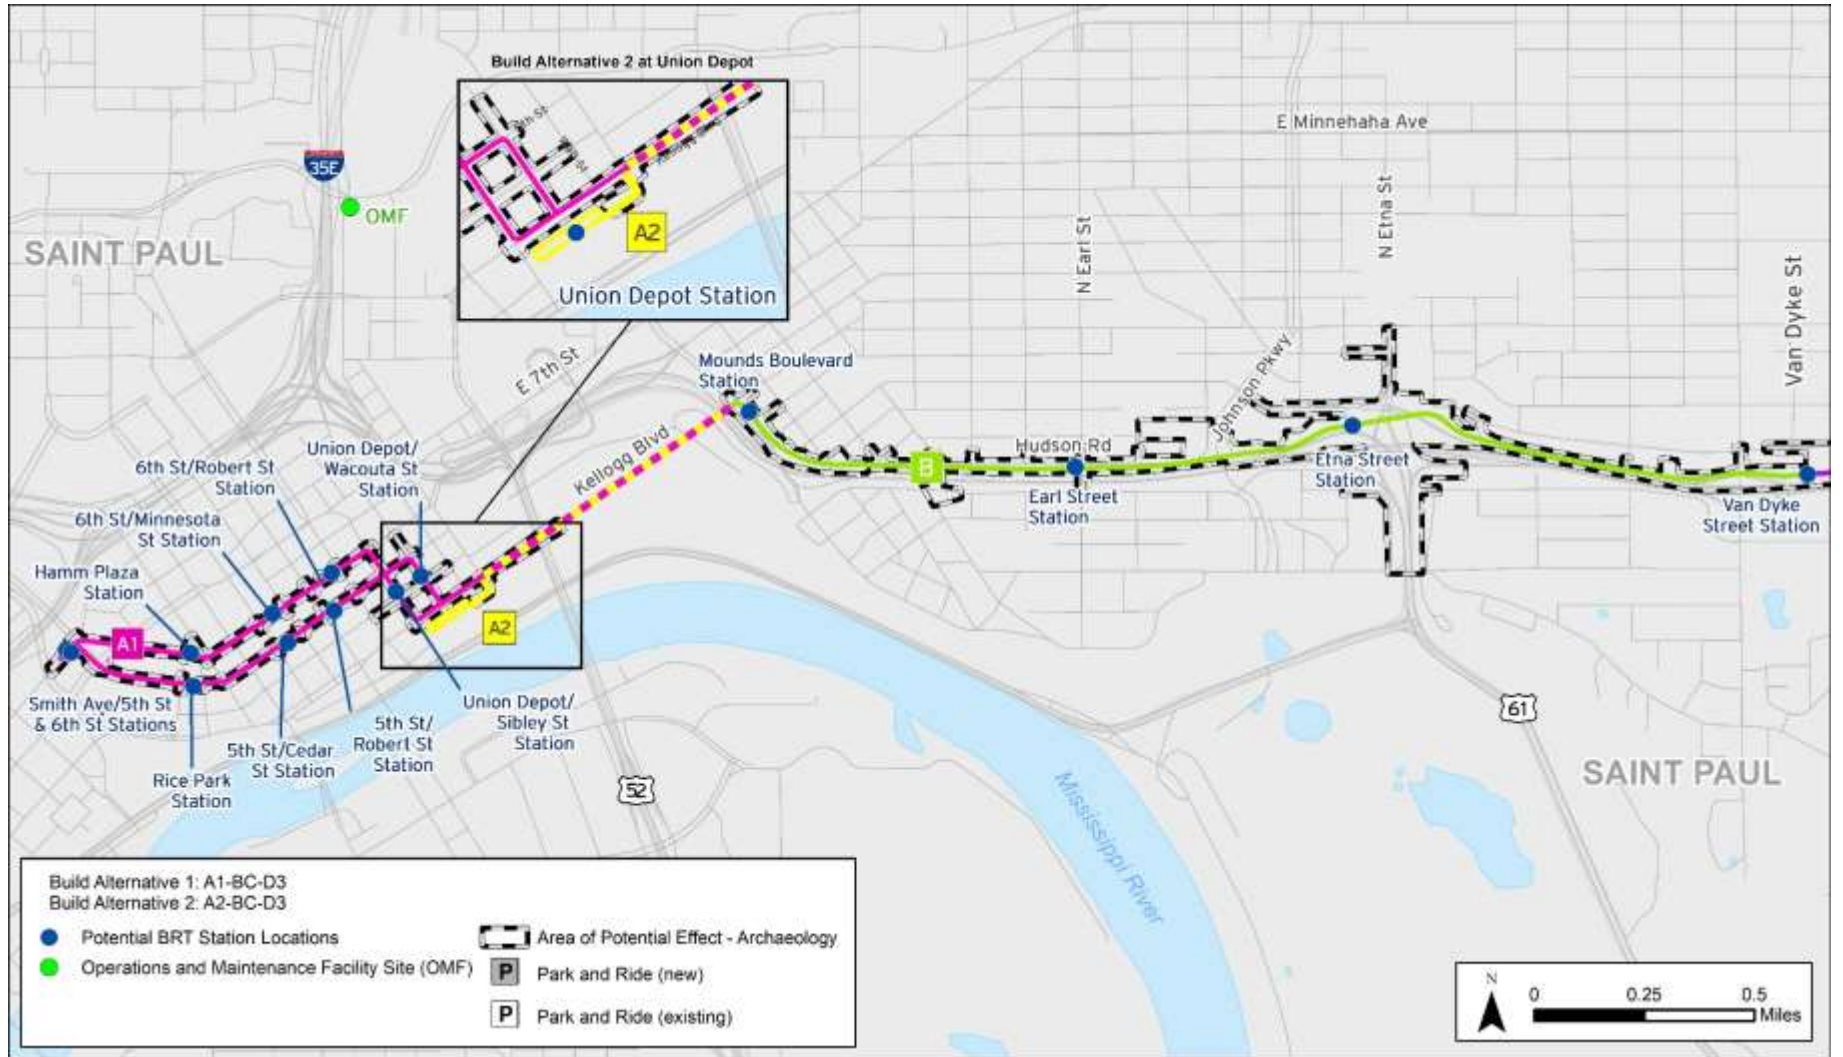 Build Alternative 2 at Union Depot
E Minnehaha Ave
35E
OMF
SAINT PAUL
A2
Union Depot Station
N Earl St
N Etna St
Van Dyke St
E 7th St
Mounds Boulevard
Station
Johnson Pkwy
Kellogg Blvd
Hudson Rd
B
Earl Street
Station
Etna Street
Station
Van Dyke
Street Station
Union Depot/
Wacouta St
Station
6th St/Robert St
Station
6th St/Minnesota
St Station
Hamm Plaza
Station
A1
A2
Smith Ave/5th St
& 6th St Stations
Rice Park
Station
5th St/Cedar
St Station
5th St/
Robert St
Station
Union Depot/
Sibley St
Station
52
61
SAINT PAUL
Mississippi River
Build Alternative 1: A1-BC-D3
Build Alternative 2: A2-BC-D3
Potential BRT Station Locations
Operations and Maintenance Facility Site (OMF)
Area of Potential Effect - Archaeology
P Park and Ride (new)
P Park and Ride (existing)
N
0 0.25 0.5
Miles